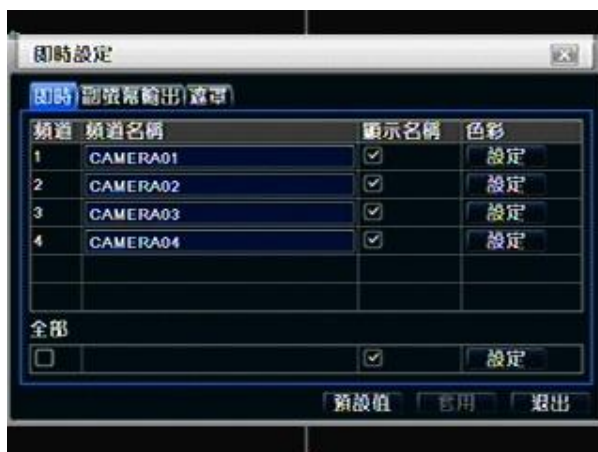 即時設定
即時 副螢幕輸出 遮罩
頻道 頻道名稱 顯示名稱 色彩
1 CAMERA01 設定
2 CAMERA02 設定
3 CAMERA03 設定
4 CAMERA04 設定
全部
設定
預設值 套用 退出